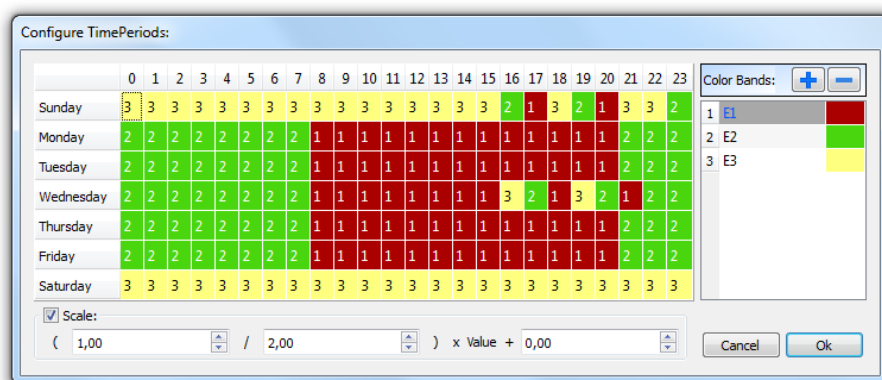 Configure TimePeriods:
0 1 2 3 4 5 6 7 8 9 10 11 12 13 14 15 16 17 18 19 20 21 22 23
Sunday 3 3 3 3 3 3 3 3 3 3 3 3 3 3 3 3 2 1 3 2 1 3 3 2
Monday 2 2 2 2 2 2 2 2 1 1 1 1 1 1 1 1 1 1 1 1 1 2 2 2
Tuesday 2 2 2 2 2 2 2 2 1 1 1 1 1 1 1 1 1 1 1 1 1 2 2 2
Wednesday 2 2 2 2 2 2 2 2 1 1 1 1 1 1 1 1 3 2 1 3 2 1 2 2
Thursday 2 2 2 2 2 2 2 2 1 1 1 1 1 1 1 1 1 1 1 1 1 2 2 2
Friday 2 2 2 2 2 2 2 2 1 1 1 1 1 1 1 1 1 1 1 1 1 2 2 2
Saturday 3 3 3 3 3 3 3 3 3 3 3 3 3 3 3 3 3 3 3 3 3 3 3 3
Color Bands:
1 E1
2 E2
3 E3
Scale:
( 1,00 / 2,00 ) x Value + 0,00
Cancel
Ok